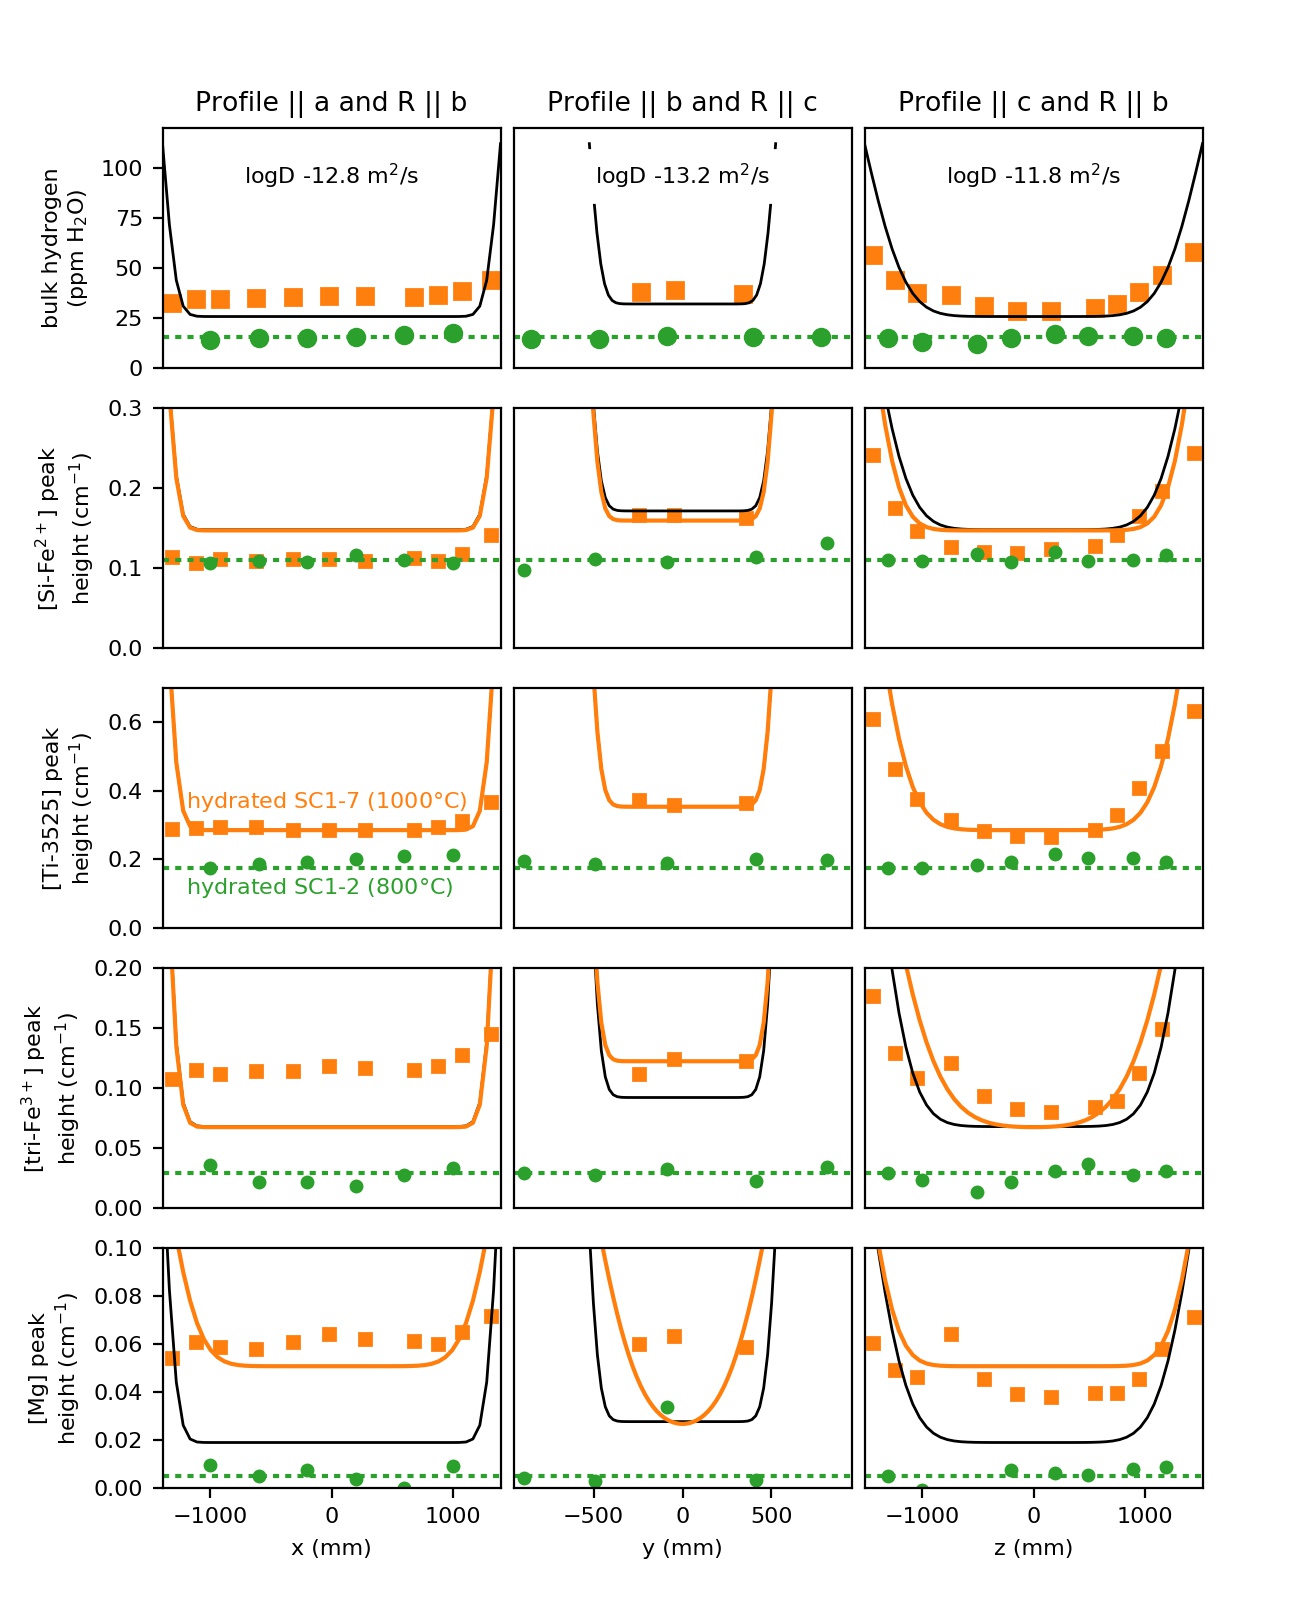 Profile || a and R || b
Profile || b and R || c
Profile || c and R || b
bulk hydrogen
(ppm H₂O)
100
75
50
25
0
logD -12.8 m²/s
logD -13.2 m²/s
logD -11.8 m²/s
[Si-Fe²⁺] peak
height (cm⁻¹)
0.3
0.2
0.1
0.0
[Ti-3525] peak
height (cm⁻¹)
0.6
0.4
0.2
0.0
hydrated SC1-7 (1000°C)
hydrated SC1-2 (800°C)
[tri-Fe³⁺] peak
height (cm⁻¹)
0.20
0.15
0.10
0.05
0.00
[Mg] peak
height (cm⁻¹)
0.10
0.08
0.06
0.04
0.02
0.00
−1000 0 1000
x (mm)
−500 0 500
y (mm)
−1000 0 1000
z (mm)